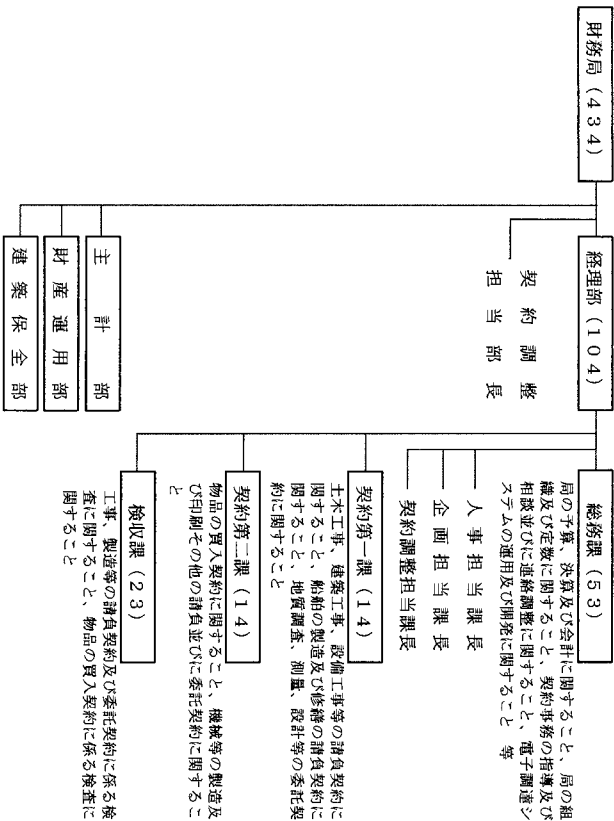 財務局(434)
経理部(104)
契約調整
担当部長
主計部
財産運用部
建築保全部
総務課(53)
局の予算、決算及び会計に関すること、局の組
織及び定数に関すること、契約事務の指導及び
相談並びに連絡調整に関すること、電子調達シ
ステムの運用及び開発に関すること 等
人事担当課長
企画担当課長
契約調整担当課長
契約第一課(14)
土木工事、建築工事、設備工事等の請負契約に
関すること、船舶の製造及び修繕の請負契約に
関すること、地質調査、測量、設計等の委託契
約に関すること
契約第二課(14)
物品の買入契約に関すること、機械等の製造及
び印刷その他の請負並びに委託契約に関するこ
と
検収課(23)
工事、製造等の請負契約及び委託契約に係る検
査に関すること、物品の買入契約に係る検査に
関すること